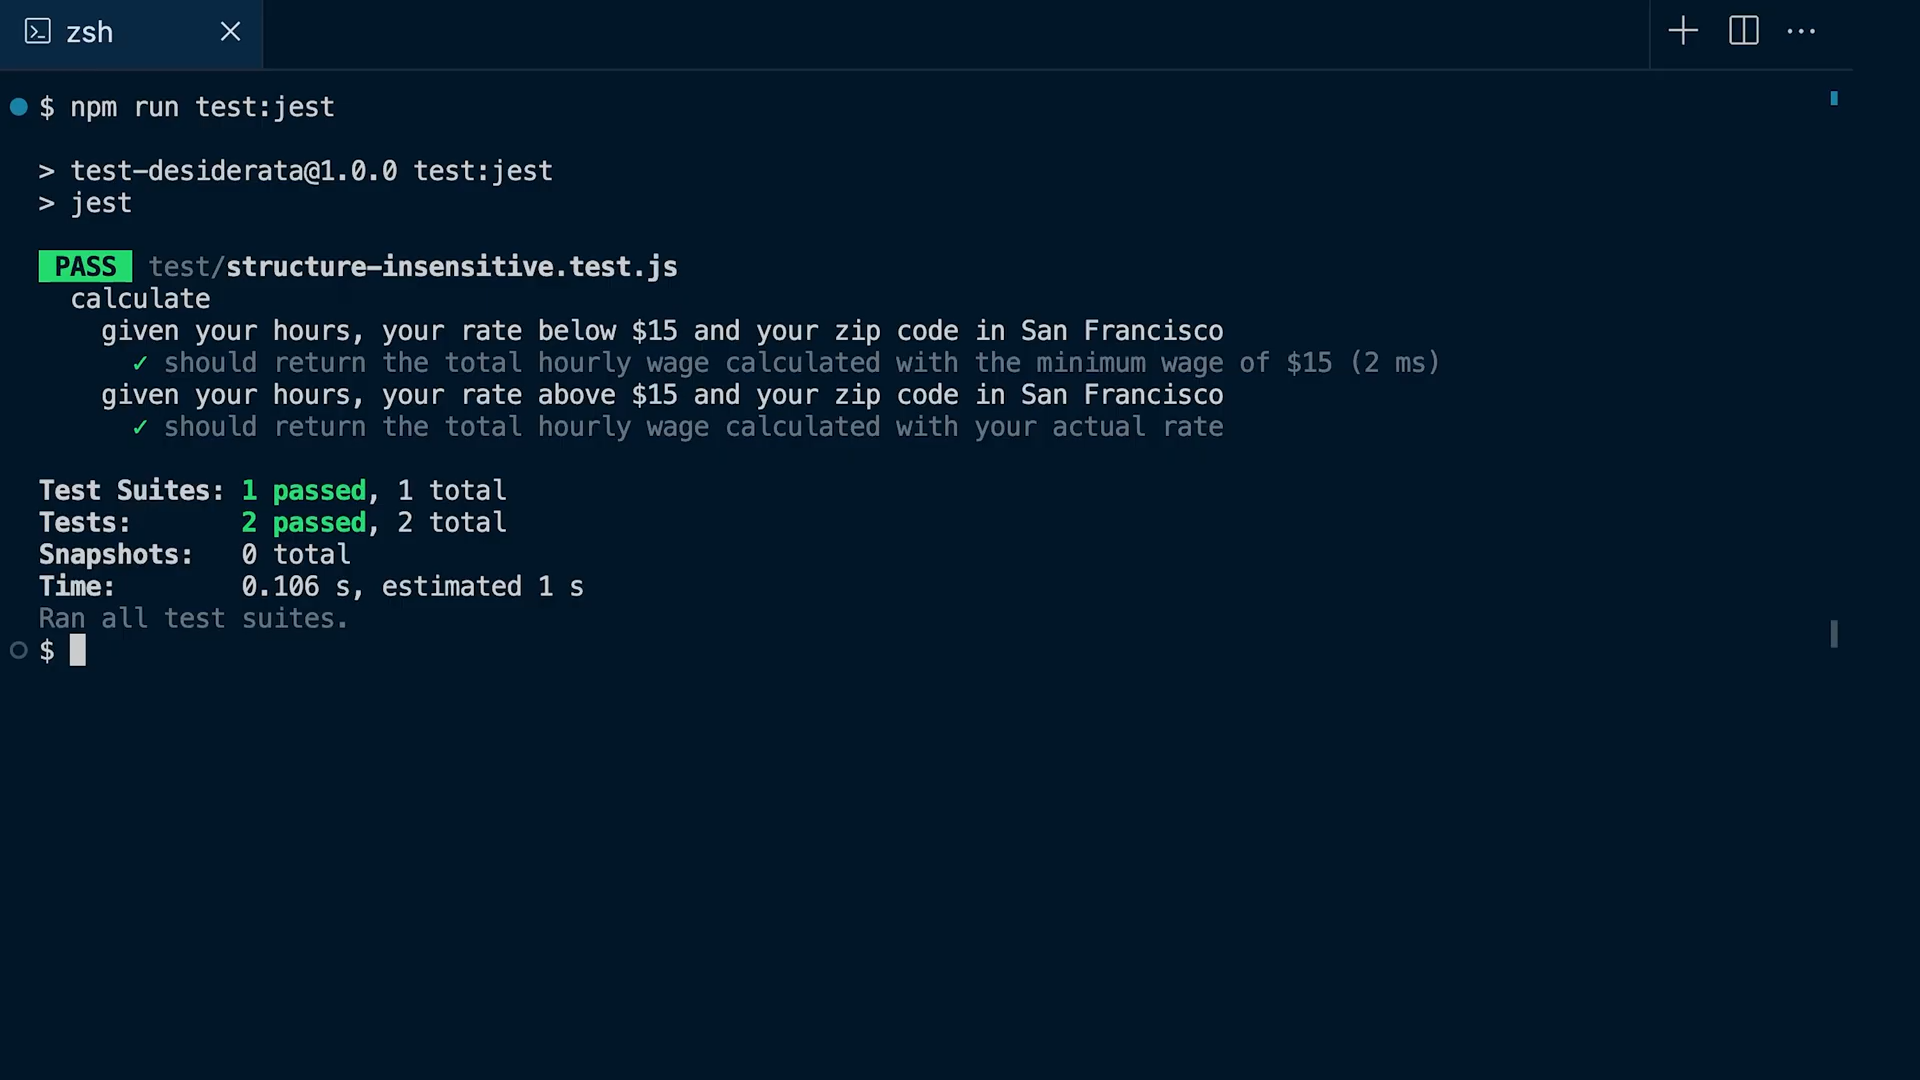 zsh
$ npm run test:jest
> test-desiderata@1.0.0 test:jest
> jest
PASS test/structure-insensitive.test.js
calculate
given your hours, your rate below $15 and your zip code in San Francisco
✓ should return the total hourly wage calculated with the minimum wage of $15 (2 ms)
given your hours, your rate above $15 and your zip code in San Francisco
✓ should return the total hourly wage calculated with your actual rate
Test Suites: 1 passed, 1 total
Tests: 2 passed, 2 total
Snapshots: 0 total
Time: 0.106 s, estimated 1 s
Ran all test suites.
$